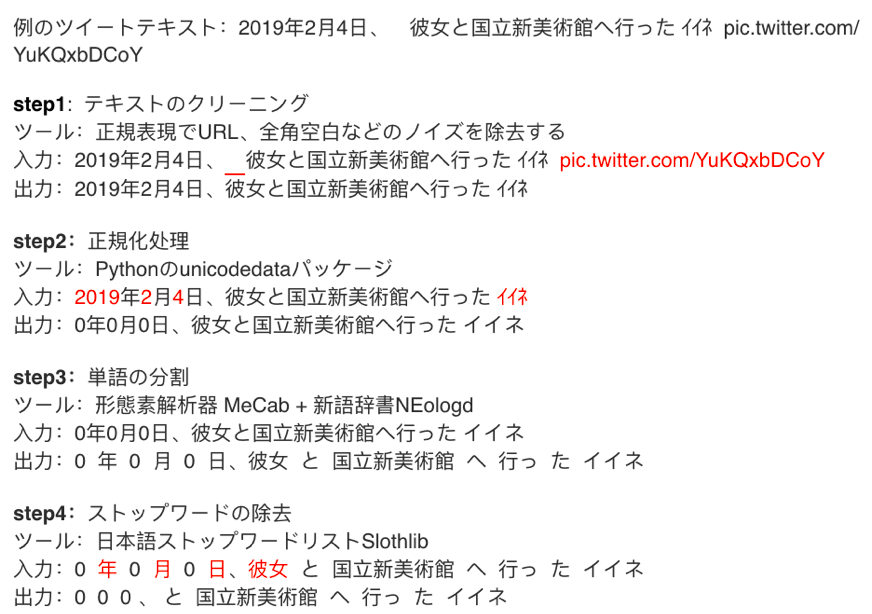 例のツイートテキスト：2019年2月4日、　彼女と国立新美術館へ行った ｲｲﾈ pic.twitter.com/
YuKQxbDCoY
step1：テキストのクリーニング
ツール：正規表現でURL、全角空白などのノイズを除去する
入力：2019年2月4日、　彼女と国立新美術館へ行った ｲｲﾈ pic.twitter.com/YuKQxbDCoY
出力：2019年2月4日、彼女と国立新美術館へ行った ｲｲﾈ
step2：正規化処理
ツール：Pythonのunicodedataパッケージ
入力：2019年2月4日、彼女と国立新美術館へ行った ｲｲﾈ
出力：0年0月0日、彼女と国立新美術館へ行った イイネ
step3：単語の分割
ツール：形態素解析器 MeCab + 新語辞書NEologd
入力：0年0月0日、彼女と国立新美術館へ行った イイネ
出力：0 年 0 月 0 日、彼女 と 国立新美術館 へ 行っ た イイネ
step4：ストップワードの除去
ツール：日本語ストップワードリストSlothlib
入力：0 年 0 月 0 日、彼女 と 国立新美術館 へ 行っ た イイネ
出力：0 0 0 、 と 国立新美術館 へ 行っ た イイネ